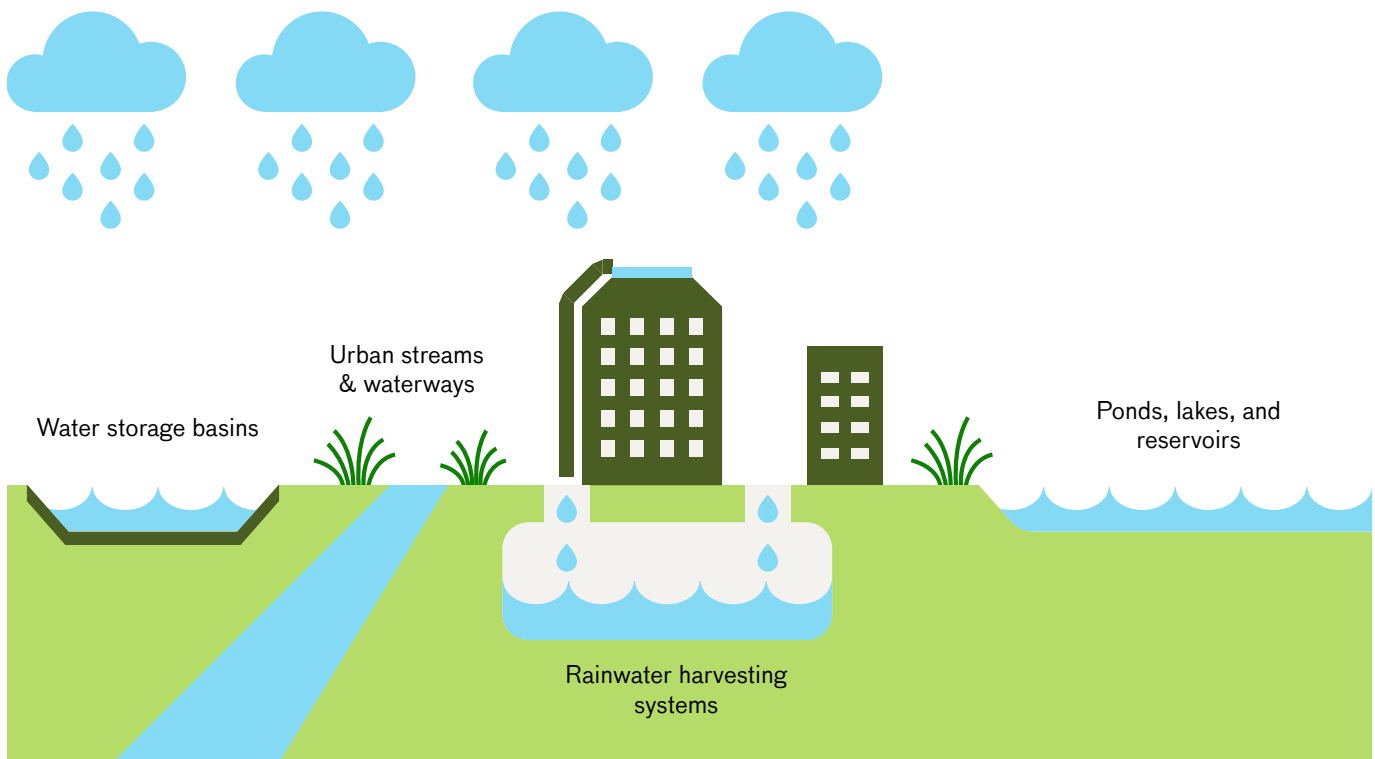 Urban streams
& waterways
Water storage basins
Ponds, lakes, and
reservoirs
Rainwater harvesting
systems